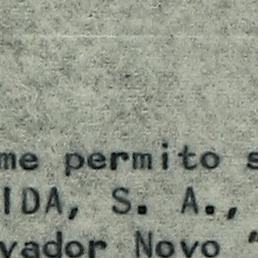 me permito s
IDA, S. A.,
vador Novo "